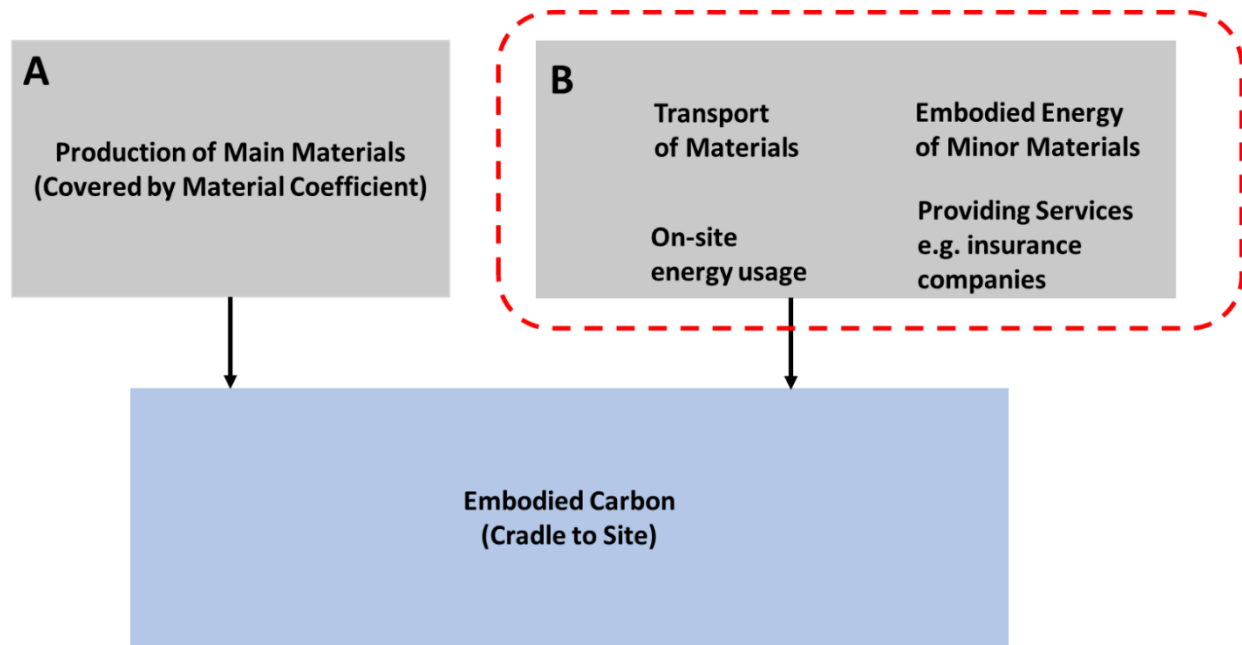 A
Production of Main Materials
(Covered by Material Coefficient)
B
Transport
of Materials
Embodied Energy
of Minor Materials
On-site
energy usage
Providing Services
e.g. insurance
companies
Embodied Carbon
(Cradle to Site)